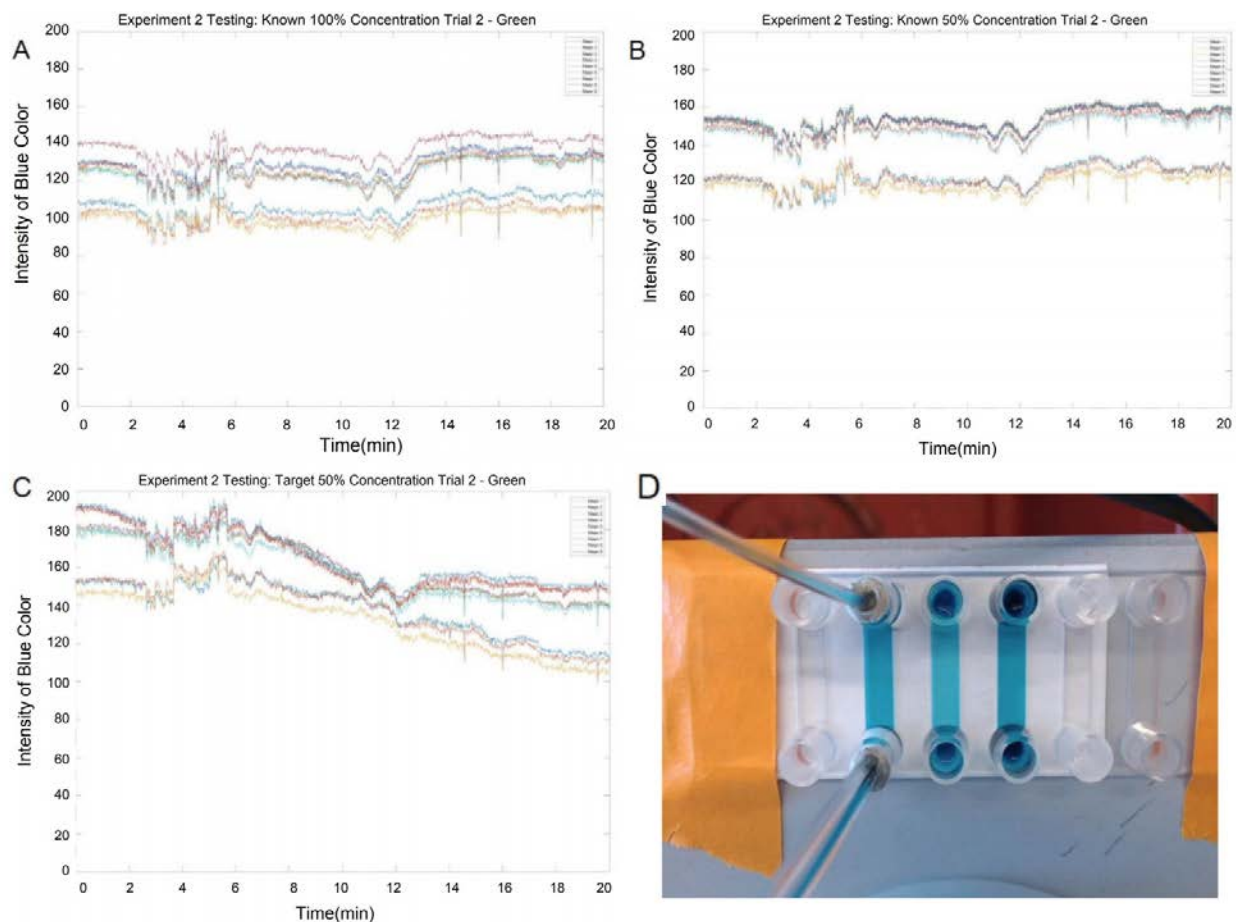 Experiment 2 Testing: Known 100% Concentration Trial 2 - Green
A
200
180
160
140
120
100
80
60
40
20
0
Intensity of Blue Color
0 2 4 6 8 10 12 14 16 18 20
Time(min)
Experiment 2 Testing: Known 50% Concentration Trial 2 - Green
B
200
180
160
140
120
100
80
60
40
20
0
Intensity of Blue Color
0 2 4 6 8 10 12 14 16 18 20
Time(min)
Experiment 2 Testing: Target 50% Concentration Trial 2 - Green
C
200
180
160
140
120
100
80
60
40
20
0
Intensity of Blue Color
0 2 4 6 8 10 12 14 16 18 20
Time(min)
D